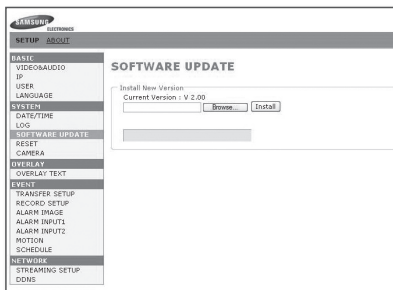 SAMSUNG
ELECTRONICS
SETUP ABOUT
BASIC
VIDEO&AUDIO
IP
USER
LANGUAGE
SYSTEM
DATE/TIME
LOG
SOFTWARE UPDATE
RESET
CAMERA
OVERLAY
OVERLAY TEXT
EVENT
TRANSFER SETUP
RECORD SETUP
ALARM IMAGE
ALARM INPUT1
ALARM INPUT2
MOTION
SCHEDULE
NETWORK
STREAMING SETUP
DDNS
SOFTWARE UPDATE
Install New Version
Current Version : V 2.00
Browse... Install